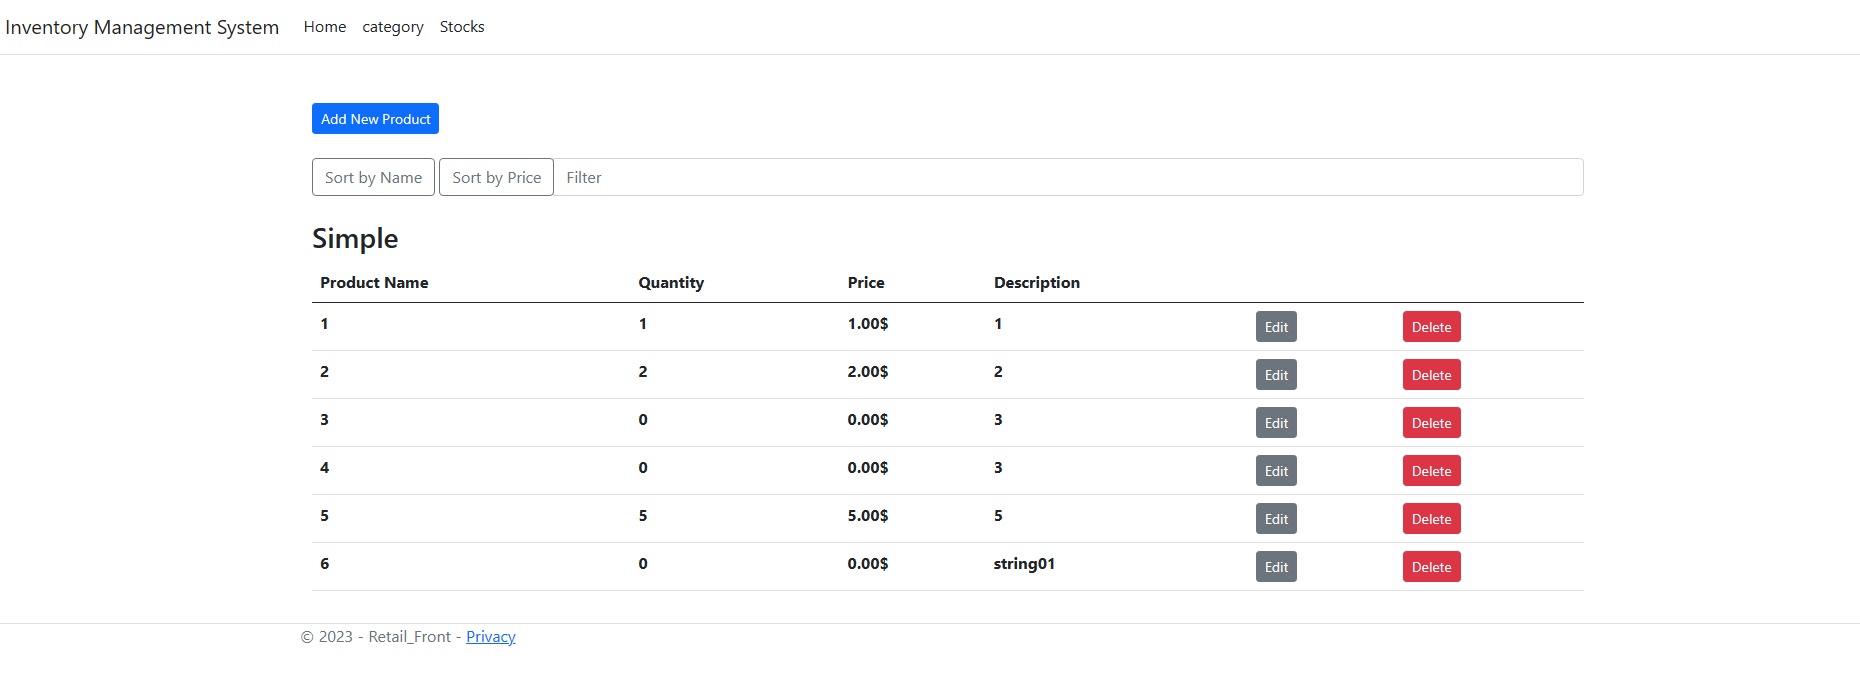 Inventory Management System Home category Stocks
Add New Product
Sort by Name Sort by Price Filter
Simple
Product Name Quantity Price Description
1 1 1.00$ 1 Edit Delete
2 2 2.00$ 2 Edit Delete
3 0 0.00$ 3 Edit Delete
4 0 0.00$ 3 Edit Delete
5 5 5.00$ 5 Edit Delete
6 0 0.00$ string01 Edit Delete
© 2023 - Retail_Front - Privacy